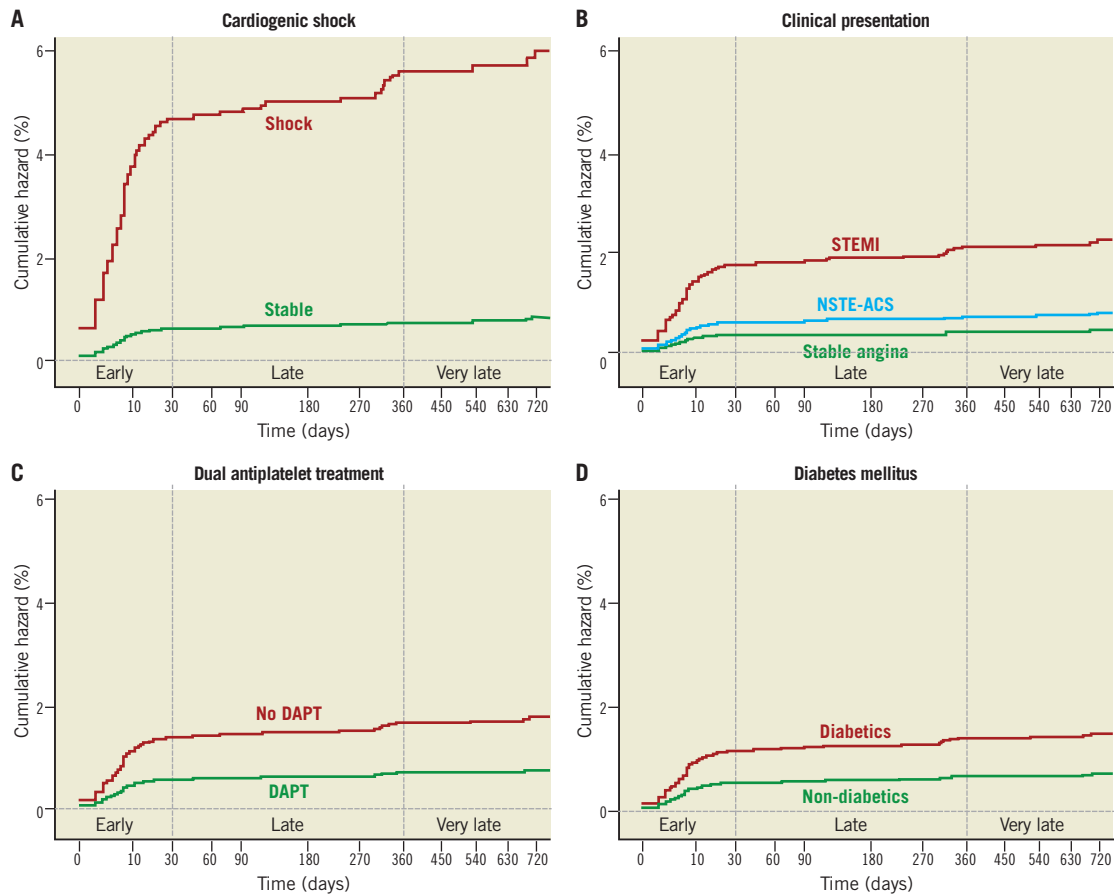 A
Cardiogenic shock
Cumulative hazard (%)
6
4
2
0
Shock
Stable
Early
Late
Very late
0 10 30 60 90 180 270 360 450 540 630 720
Time (days)
B
Clinical presentation
Cumulative hazard (%)
6
4
2
0
STEMI
NSTE-ACS
Stable angina
Early
Late
Very late
0 10 30 60 90 180 270 360 450 540 630 720
Time (days)
C
Dual antiplatelet treatment
Cumulative hazard (%)
6
4
2
0
No DAPT
DAPT
Early
Late
Very late
0 10 30 60 90 180 270 360 450 540 630 720
Time (days)
D
Diabetes mellitus
Cumulative hazard (%)
6
4
2
0
Diabetics
Non-diabetics
Early
Late
Very late
0 10 30 60 90 180 270 360 450 540 630 720
Time (days)